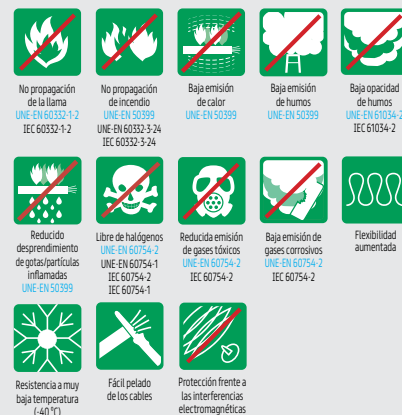 No propagación
de la llama
UNE-EN 60332-1-2
IEC 60332-1-2
No propagación
de incendio
UNE-EN 50399
UNE-EN 60332-3-24
IEC 60332-3-24
Baja emisión
de calor
UNE-EN 50399
Baja emisión
de humos
UNE-EN 50399
Baja opacidad
de humos
UNE-EN 61034-2
IEC 61034-2
Reducido
desprendimiento
de gotas/partículas
inflamadas
UNE-EN 50399
Libre de halógenos
UNE-EN 60754-2
UNE-EN 60754-1
IEC 60754-2
IEC 60754-1
Reducida emisión
de gases tóxicos
UNE-EN 60754-2
IEC 60754-2
Baja emisión de
gases corrosivos
UNE-EN 60754-2
IEC 60754-2
Flexibilidad
aumentada
Resistencia a muy
baja temperatura
(-40 °C)
Fácil pelado
de los cables
Protección frente a
las interferencias
electromagnéticas